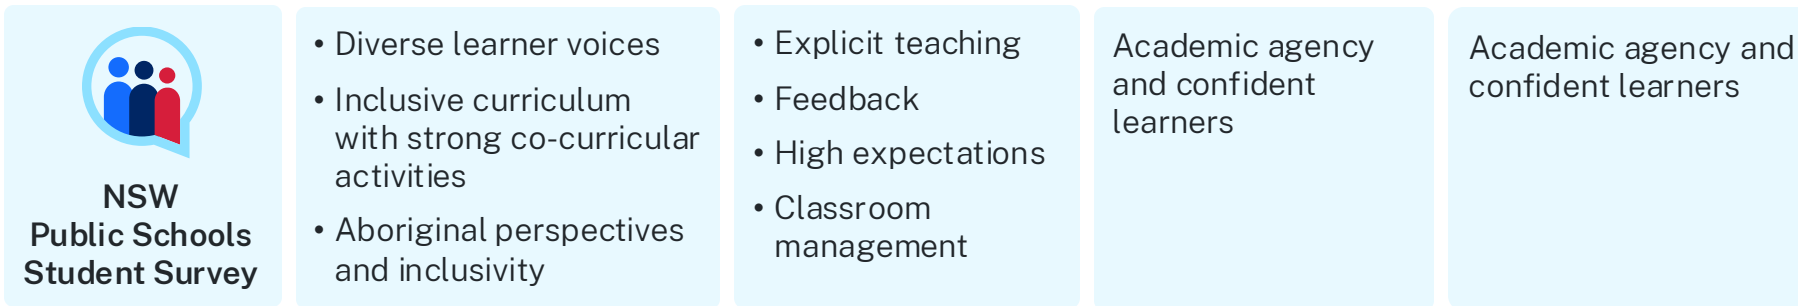 NSW
Public Schools
Student Survey
• Diverse learner voices
• Inclusive curriculum
with strong co-curricular
activities
• Aboriginal perspectives
and inclusivity
• Explicit teaching
• Feedback
• High expectations
• Classroom
management
Academic agency
and confident
learners
Academic agency and
confident learners